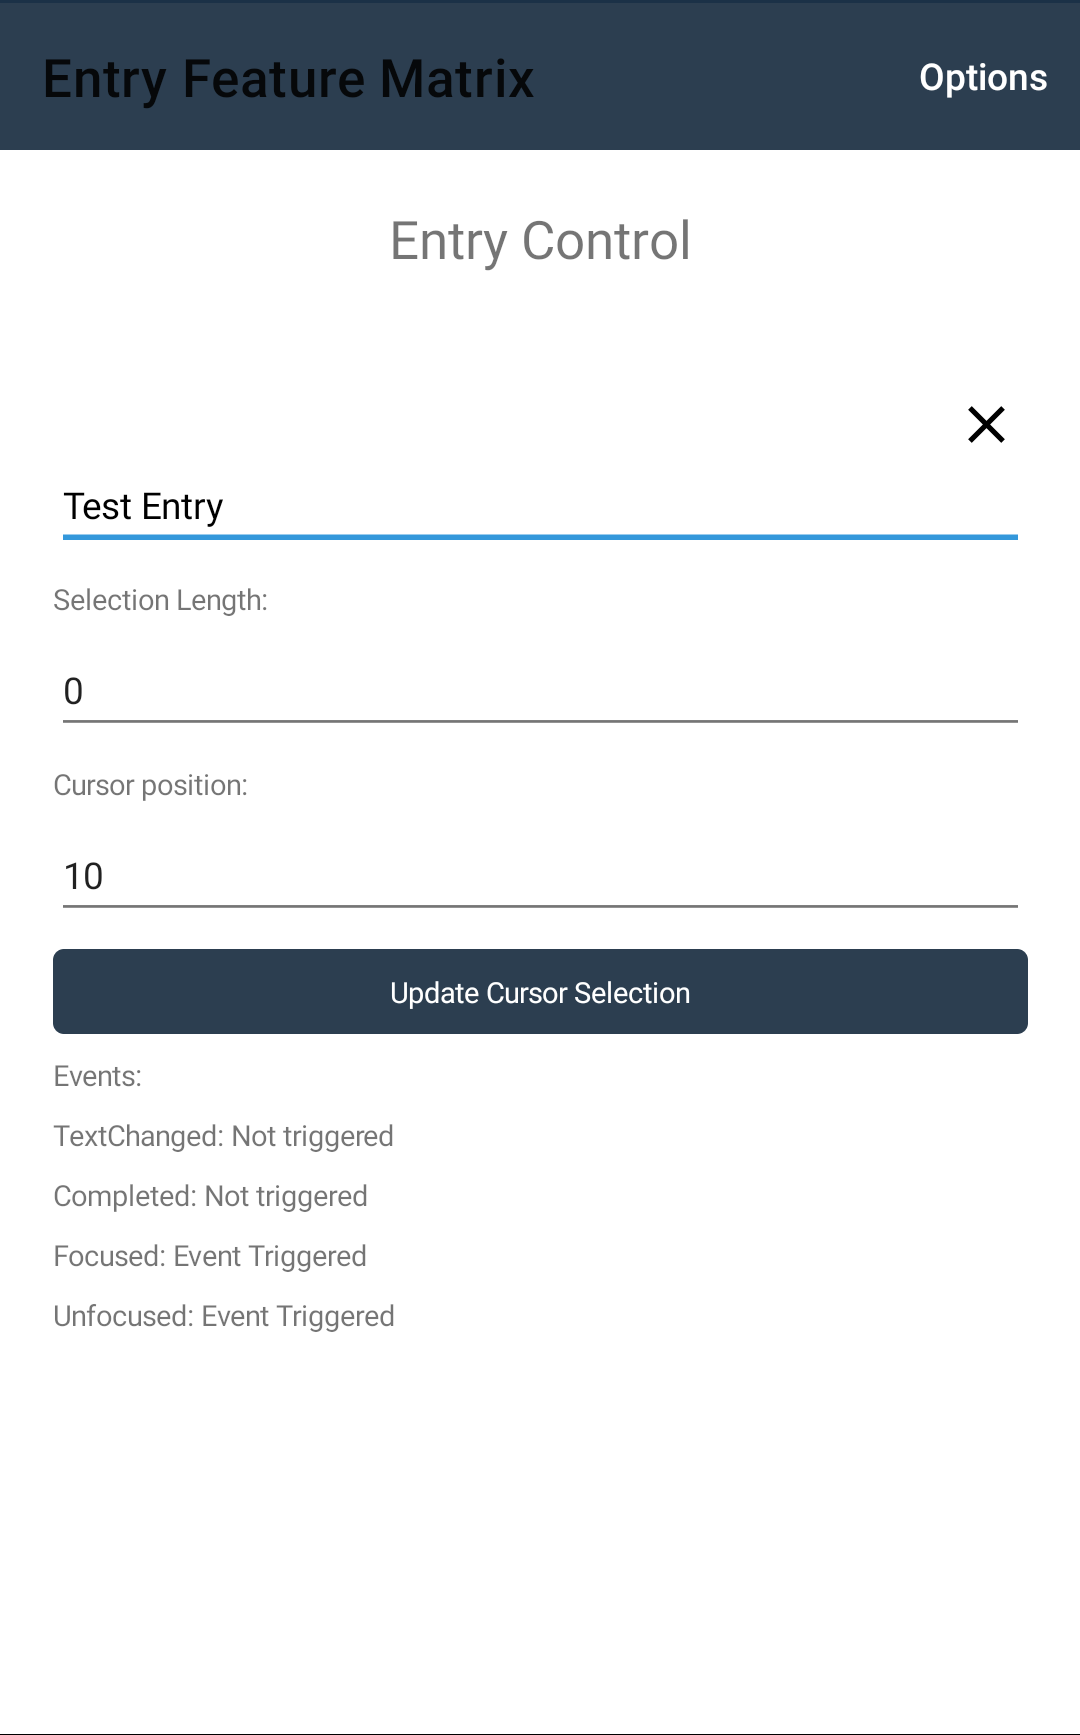 Entry Feature Matrix
Options
Entry Control
Test Entry
Selection Length:
0
Cursor position:
10
Update Cursor Selection
Events:
TextChanged: Not triggered
Completed: Not triggered
Focused: Event Triggered
Unfocused: Event Triggered